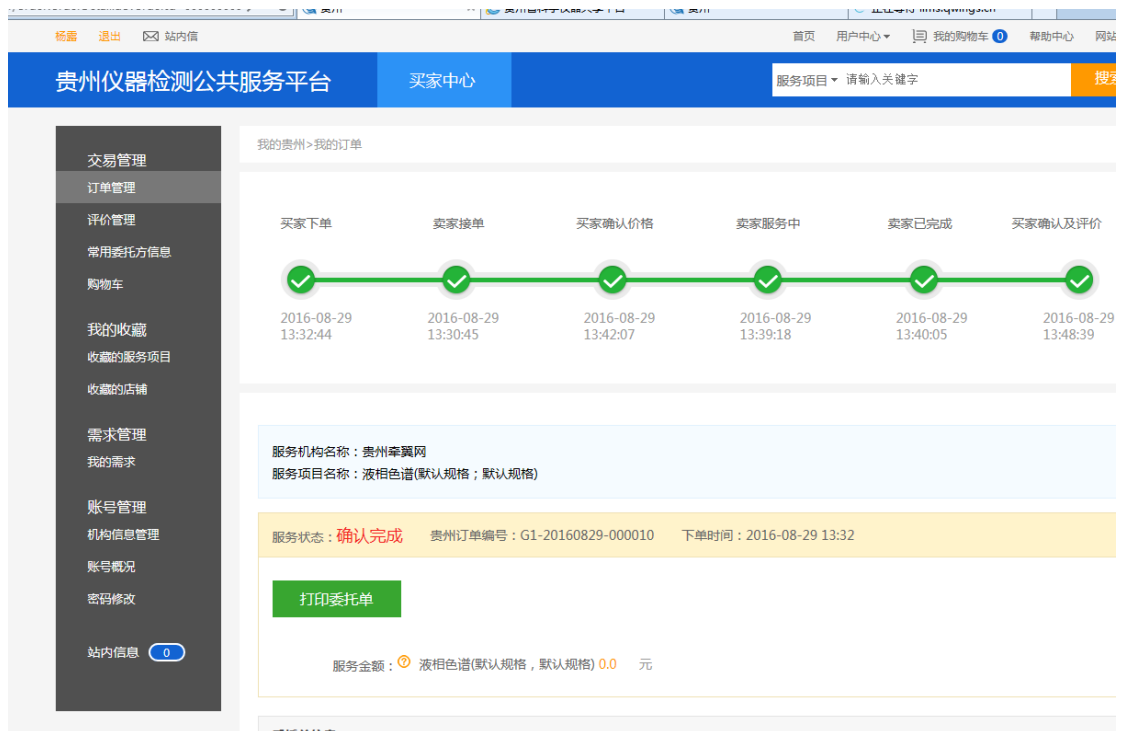 杨露 退出 站内信 首页 用户中心 我的购物车 0 帮助中心 网站
贵州仪器检测公共服务平台 买家中心 服务项目 请输入关键字 搜索
我的贵州>我的订单
交易管理
订单管理
评价管理
常用委托方信息
购物车
我的收藏
收藏的服务项目
收藏的店铺
需求管理
我的需求
账号管理
机构信息管理
账号概况
密码修改
站内信息 0
买家下单 卖家接单 买家确认价格 卖家服务中 卖家已完成 买家确认及评价
2016-08-29 2016-08-29 2016-08-29 2016-08-29 2016-08-29 2016-08-29
13:32:44 13:30:45 13:42:07 13:39:18 13:40:05 13:48:39
服务机构名称：贵州牵翼网
服务项目名称：液相色谱(默认规格；默认规格)
服务状态：确认完成 贵州订单编号：G1-20160829-000010 下单时间：2016-08-29 13:32
打印委托单
服务金额： 液相色谱(默认规格，默认规格) 0.0 元